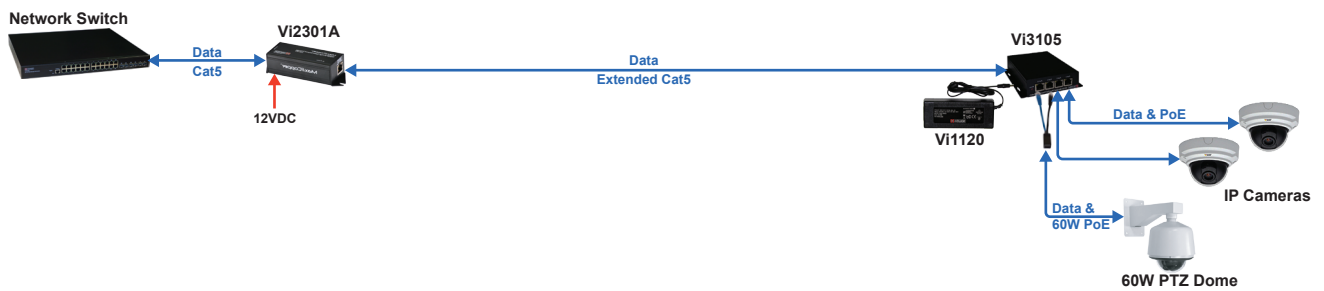 Network Switch
Vi2301A
Vi3105
Data
Cat5
Data
Extended Cat5
12VDC
Vi1120
Data & PoE
IP Cameras
Data &
60W PoE
60W PTZ Dome